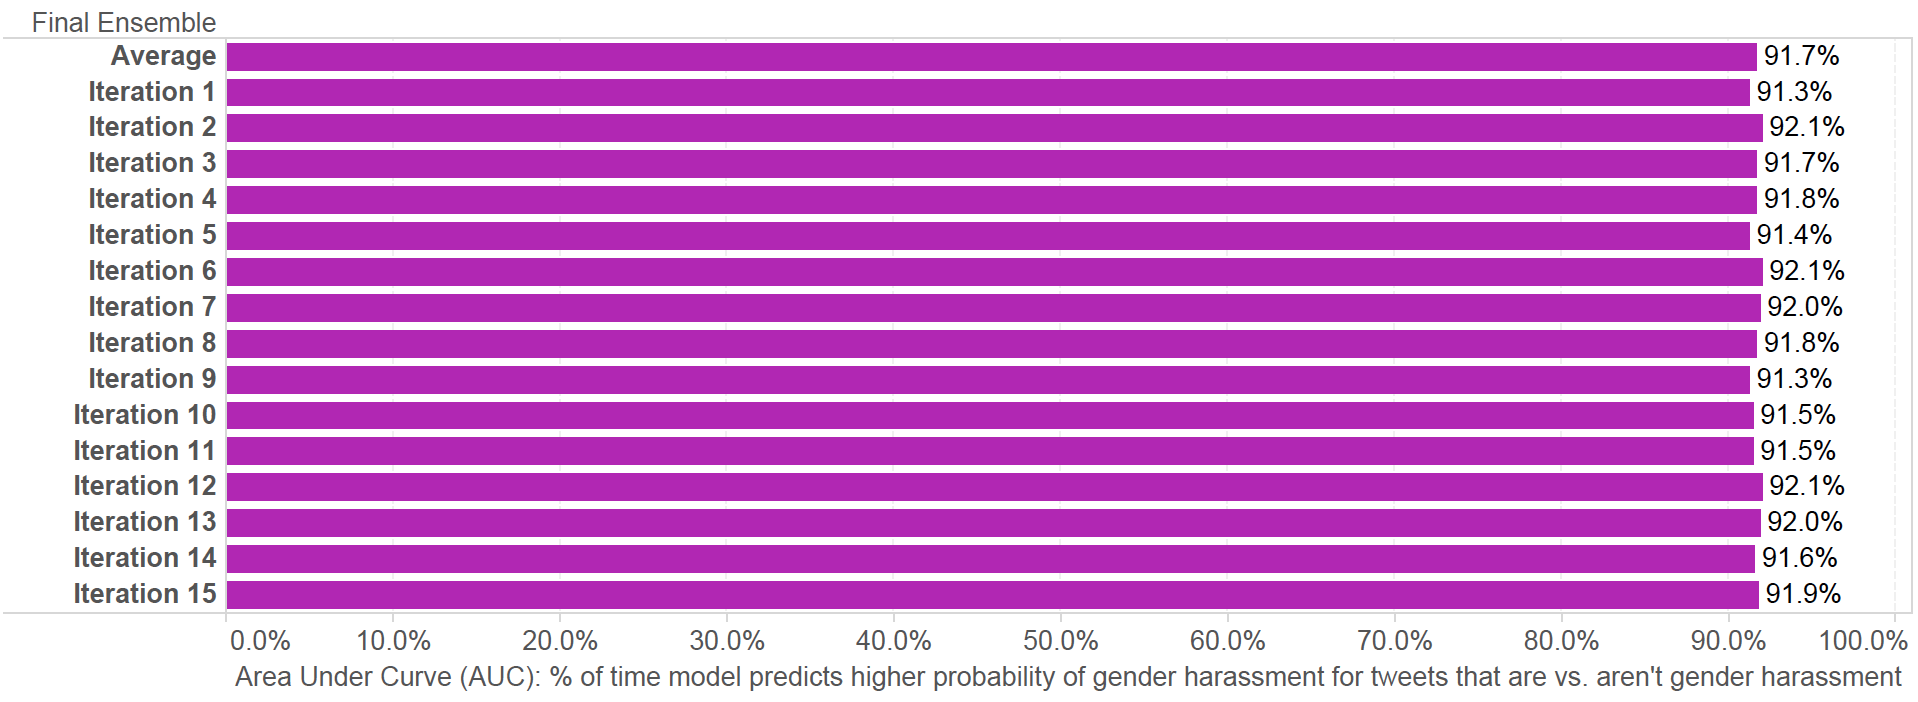 Final Ensemble
Average 91.7%
Iteration 1 91.3%
Iteration 2 92.1%
Iteration 3 91.7%
Iteration 4 91.8%
Iteration 5 91.4%
Iteration 6 92.1%
Iteration 7 92.0%
Iteration 8 91.8%
Iteration 9 91.3%
Iteration 10 91.5%
Iteration 11 91.5%
Iteration 12 92.1%
Iteration 13 92.0%
Iteration 14 91.6%
Iteration 15 91.9%
0.0% 10.0% 20.0% 30.0% 40.0% 50.0% 60.0% 70.0% 80.0% 90.0% 100.0%
Area Under Curve (AUC): % of time model predicts higher probability of gender harassment for tweets that are vs. aren't gender harassment